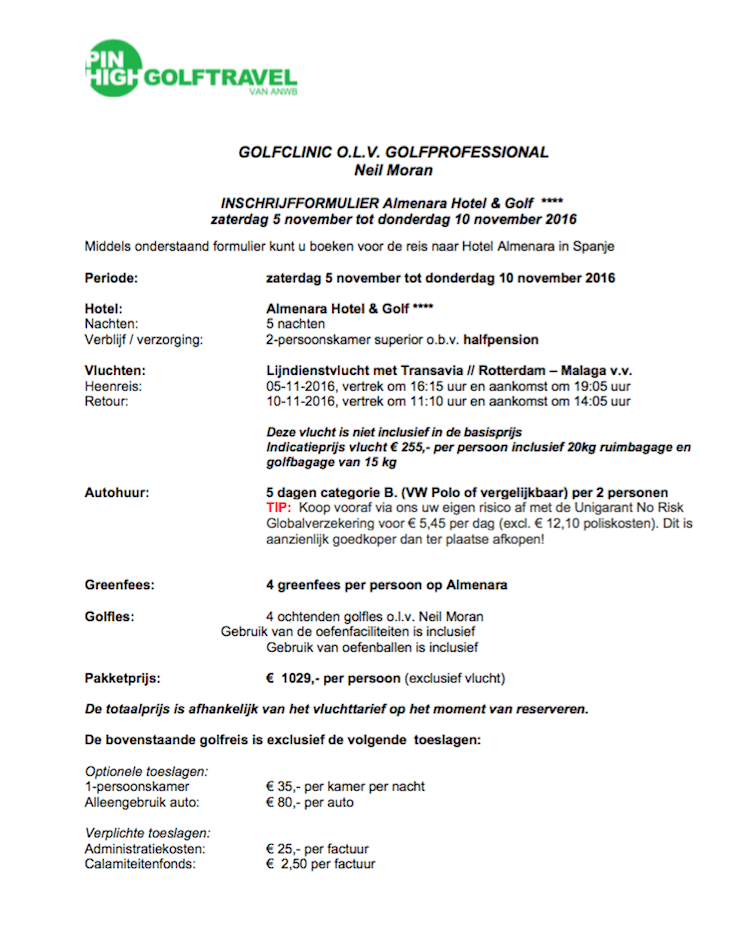 PIN
HIGH GOLFTRAVEL
VAN ANWB
GOLFCLINIC O.L.V. GOLFPROFESSIONAL
Neil Moran
INSCHRIJFFORMULIER Almenara Hotel & Golf ****
zaterdag 5 november tot donderdag 10 november 2016
Middels onderstaand formulier kunt u boeken voor de reis naar Hotel Almenara in Spanje
Periode: zaterdag 5 november tot donderdag 10 november 2016
Hotel: Almenara Hotel & Golf ****
Nachten: 5 nachten
Verblijf / verzorging: 2-persoonskamer superior o.b.v. halfpension
Vluchten: Lijndienstvlucht met Transavia // Rotterdam – Malaga v.v.
Heenreis: 05-11-2016, vertrek om 16:15 uur en aankomst om 19:05 uur
Retour: 10-11-2016, vertrek om 11:10 uur en aankomst om 14:05 uur
Deze vlucht is niet inclusief in de basisprijs
Indicatieprijs vlucht € 255,- per persoon inclusief 20kg ruimbagage en
golfbagage van 15 kg
Autohuur: 5 dagen categorie B. (VW Polo of vergelijkbaar) per 2 personen
TIP: Koop vooraf via ons uw eigen risico af met de Unigarant No Risk
Globalverzekering voor € 5,45 per dag (excl. € 12,10 poliskosten). Dit is
aanzienlijk goedkoper dan ter plaatse afkopen!
Greenfees: 4 greenfees per persoon op Almenara
Golfles: 4 ochtenden golfles o.l.v. Neil Moran
Gebruik van de oefenfaciliteiten is inclusief
Gebruik van oefenballen is inclusief
Pakketprijs: € 1029,- per persoon (exclusief vlucht)
De totaalprijs is afhankelijk van het vluchttarief op het moment van reserveren.
De bovenstaande golfreis is exclusief de volgende toeslagen:
Optionele toeslagen:
1-persoonskamer € 35,- per kamer per nacht
Alleengebruik auto: € 80,- per auto
Verplichte toeslagen:
Administratiekosten: € 25,- per factuur
Calamiteitenfonds: € 2,50 per factuur